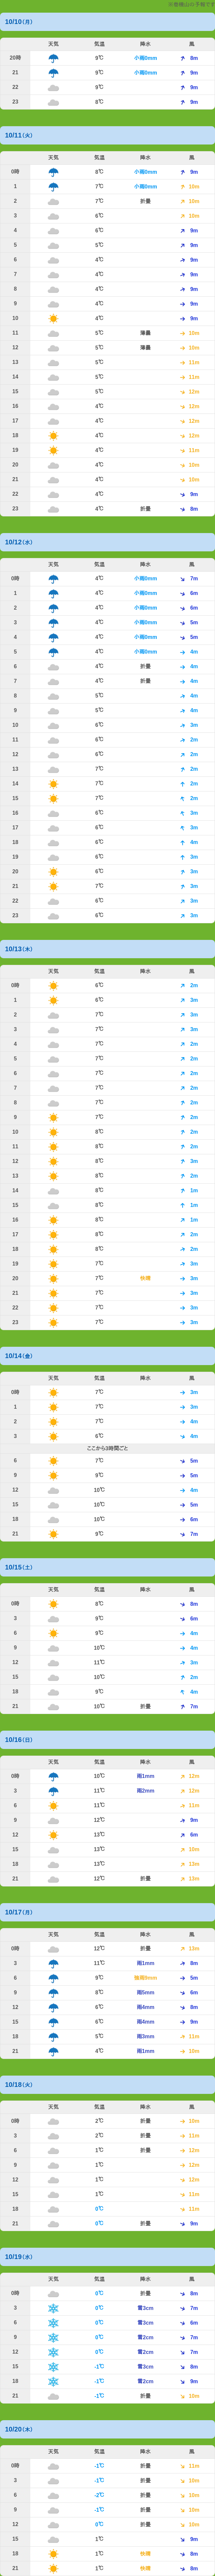 10/10(月)
天気 気温 降水 風
20時 9℃ 小雨0mm 8m
21 9℃ 小雨0mm 9m
22 9℃ 9m
23 8℃ 9m
10/11(火)
天気 気温 降水 風
0時 8℃ 小雨0mm 9m
1 7℃ 小雨0mm 10m
2 7℃ 折曇 10m
3 6℃ 10m
4 6℃ 9m
5 5℃ 9m
6 4℃ 9m
7 4℃ 9m
8 4℃ 9m
9 4℃ 9m
10 4℃ 9m
11 5℃ 薄曇 10m
12 5℃ 薄曇 10m
13 5℃ 11m
14 5℃ 11m
15 5℃ 12m
16 4℃ 12m
17 4℃ 12m
18 4℃ 12m
19 4℃ 11m
20 4℃ 10m
21 4℃ 10m
22 4℃ 9m
23 4℃ 折曇 8m
10/12(水)
天気 気温 降水 風
0時 4℃ 小雨0mm 7m
1 4℃ 小雨0mm 6m
2 4℃ 小雨0mm 6m
3 4℃ 小雨0mm 5m
4 4℃ 小雨0mm 5m
5 4℃ 小雨0mm 4m
6 4℃ 折曇 4m
7 4℃ 折曇 4m
8 5℃ 4m
9 5℃ 4m
10 6℃ 3m
11 6℃ 2m
12 6℃ 2m
13 7℃ 2m
14 7℃ 2m
15 7℃ 2m
16 6℃ 3m
17 6℃ 3m
18 6℃ 4m
19 6℃ 3m
20 6℃ 3m
21 7℃ 3m
22 6℃ 3m
23 6℃ 3m
10/13(木)
天気 気温 降水 風
0時 6℃ 2m
1 6℃ 3m
2 7℃ 3m
3 7℃ 3m
4 7℃ 2m
5 7℃ 2m
6 7℃ 2m
7 7℃ 2m
8 7℃ 2m
9 7℃ 2m
10 8℃ 2m
11 8℃ 2m
12 8℃ 3m
13 8℃ 2m
14 8℃ 1m
15 8℃ 1m
16 8℃ 1m
17 8℃ 2m
18 8℃ 2m
19 7℃ 3m
20 7℃ 快晴 3m
21 7℃ 3m
22 7℃ 3m
23 7℃ 3m
10/14(金)
天気 気温 降水 風
0時 7℃ 3m
1 7℃ 3m
2 7℃ 4m
3 6℃ 4m
ここから3時間ごと
6 7℃ 5m
9 9℃ 5m
12 10℃ 4m
15 10℃ 5m
18 10℃ 6m
21 9℃ 7m
10/15(土)
天気 気温 降水 風
0時 8℃ 8m
3 9℃ 6m
6 9℃ 4m
9 10℃ 4m
12 11℃ 3m
15 10℃ 2m
18 9℃ 4m
21 10℃ 折曇 7m
10/16(日)
天気 気温 降水 風
0時 10℃ 雨1mm 12m
3 11℃ 雨2mm 12m
6 11℃ 11m
9 12℃ 9m
12 13℃ 6m
15 13℃ 10m
18 13℃ 13m
21 12℃ 折曇 13m
10/17(月)
天気 気温 降水 風
0時 12℃ 折曇 13m
3 11℃ 雨1mm 8m
6 9℃ 5m
9 8℃ 雨5mm 6m
12 6℃ 雨4mm 8m
15 6℃ 雨4mm 9m
18 5℃ 雨3mm 11m
21 4℃ 雨1mm 10m
10/18(火)
天気 気温 降水 風
0時 2℃ 折曇 10m
3 2℃ 折曇 11m
6 1℃ 折曇 12m
9 1℃ 12m
12 1℃ 12m
15 1℃ 11m
18 0℃ 11m
21 0℃ 折曇 9m
10/19(水)
天気 気温 降水 風
0時 0℃ 折曇 8m
3 0℃ 雪3cm 7m
6 0℃ 雪3cm 6m
9 0℃ 雪2cm 7m
12 0℃ 雪2cm 7m
15 -1℃ 雪3cm 8m
18 -1℃ 雪2cm 9m
21 -1℃ 折曇 10m
10/20(木)
天気 気温 降水 風
0時 -1℃ 折曇 11m
3 -1℃ 折曇 10m
6 -2℃ 折曇 10m
9 -1℃ 折曇 10m
12 0℃ 折曇 10m
15 1℃ 9m
18 1℃ 快晴 8m
21 1℃ 快晴 8m